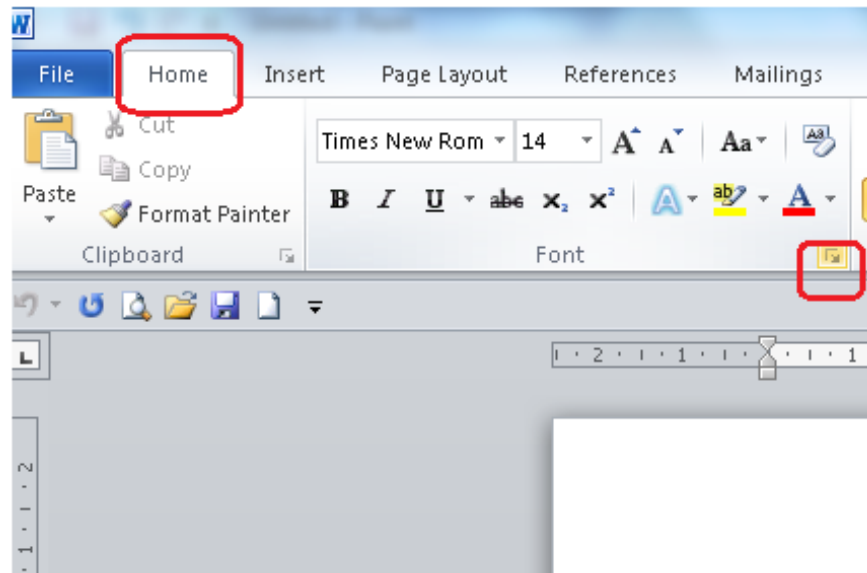 W
File Home Insert Page Layout References Mailings
Cut
Times New Rom 14 A A Aa
Copy
Paste
B I U abc X₂ X² A ab A
Format Painter
Clipboard Font
L
2 1 1
2
1